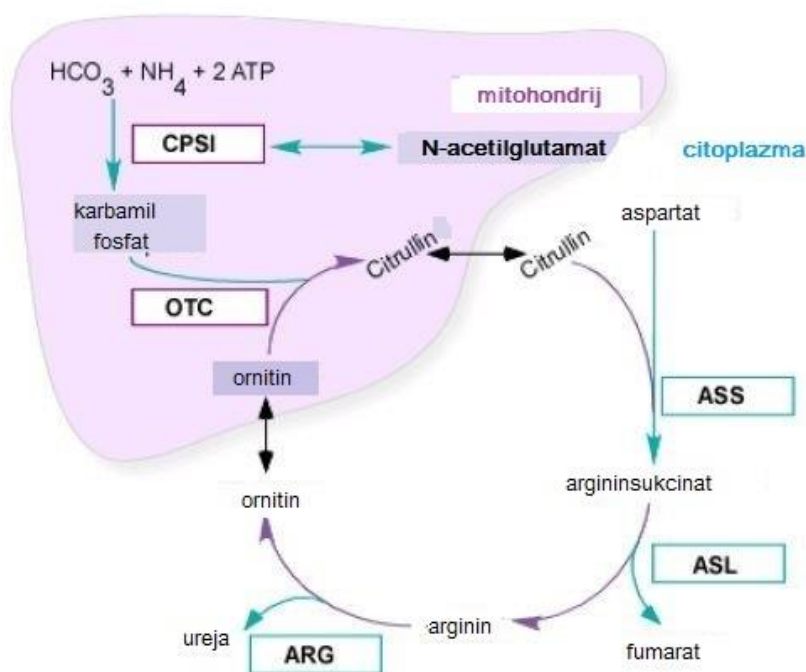 HCO3 + NH4 + 2 ATP
mitohondrij
CPSI
N-acetilglutamat
citoplazma
karbamil
fosfat
aspartat
Citrullin
Citrullin
OTC
ornitin
ASS
ornitin
argininsukcinat
ASL
arginin
ureja
ARG
fumarat